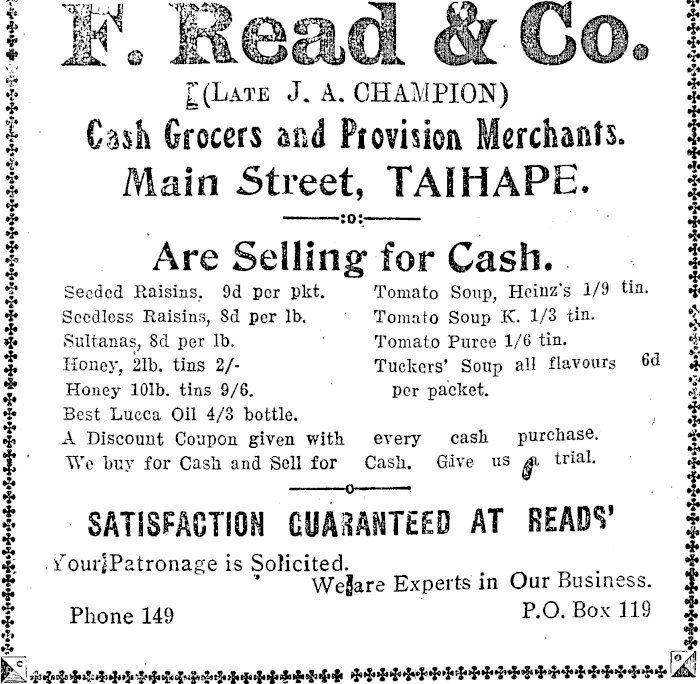 F. Read & Co.
(LATE J. A. CHAMPION)
Cash Grocers and Provision Merchants.
Main Street, TAIHAPE.
:o:
Are Selling for Cash.
Seeded Raisins, 9d per pkt.
Seedless Raisins, 8d per lb.
Sultanas, 8d per lb.
Honey, 2lb. tins 2/-
Honey 10lb. tins 9/6.
Best Lucca Oil 4/3 bottle.
Tomato Soup, Heinz's 1/9 tin.
Tomato Soup K. 1/3 tin.
Tomato Puree 1/6 tin.
Tuckers' Soup all flavours 6d
per packet.
A Discount Coupon given with every cash purchase.
We buy for Cash and Sell for Cash. Give us a trial.
o
SATISFACTION GUARANTEED AT READS'
Your Patronage is Solicited.
We are Experts in Our Business.
Phone 149
P.O. Box 119